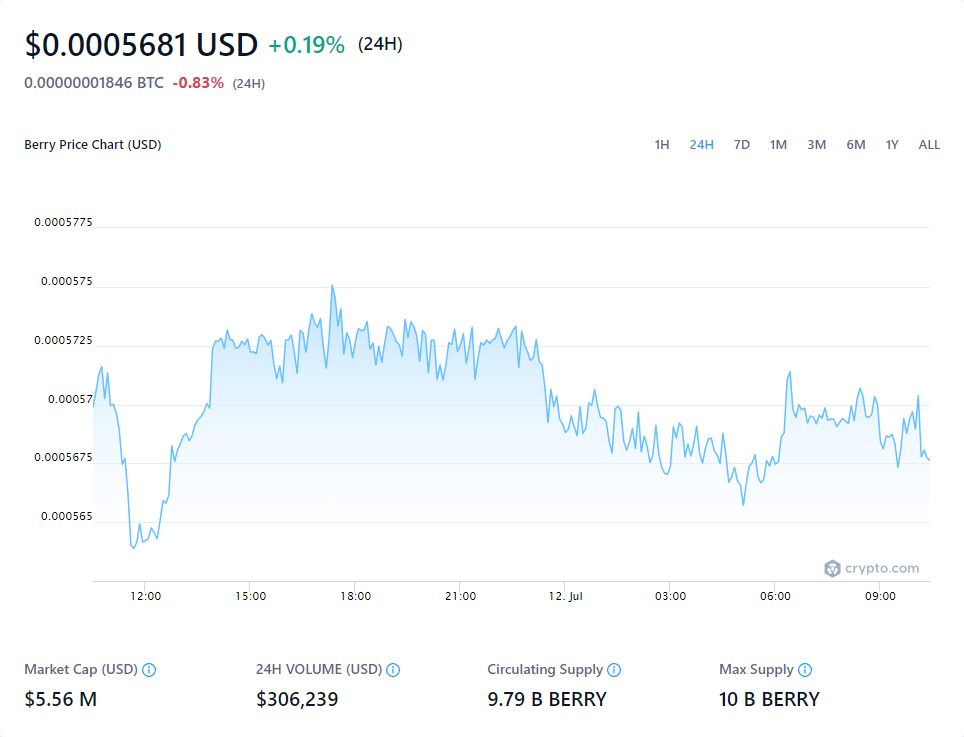 $0.0005681 USD +0.19% (24H)
0.00000001846 BTC -0.83% (24H)
Berry Price Chart (USD) 1H 24H 7D 1M 3M 6M 1Y ALL
0.0005775
0.000575
0.0005725
0.00057
0.0005675
0.000565
crypto.com
12:00 15:00 18:00 21:00 12. Jul 03:00 06:00 09:00
Market Cap (USD) 24H VOLUME (USD) Circulating Supply Max Supply
$5.56 M $306,239 9.79 B BERRY 10 B BERRY